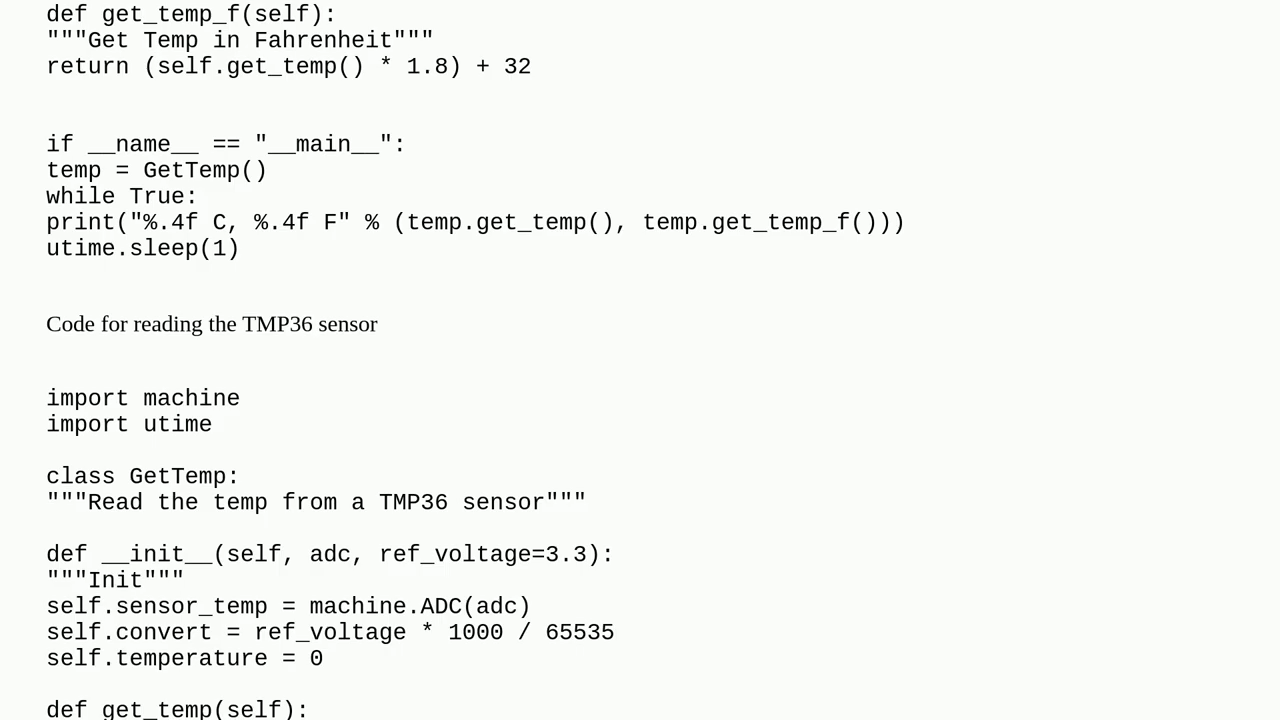 def get_temp_f(self):
"""Get Temp in Fahrenheit"""
return (self.get_temp() * 1.8) + 32
if __name__ == "__main__":
temp = GetTemp()
while True:
print("%.4f C, %.4f F" % (temp.get_temp(), temp.get_temp_f()))
utime.sleep(1)
Code for reading the TMP36 sensor
import machine
import utime
class GetTemp:
"""Read the temp from a TMP36 sensor"""
def __init__(self, adc, ref_voltage=3.3):
"""Init"""
self.sensor_temp = machine.ADC(adc)
self.convert = ref_voltage * 1000 / 65535
self.temperature = 0
def get_temp(self):